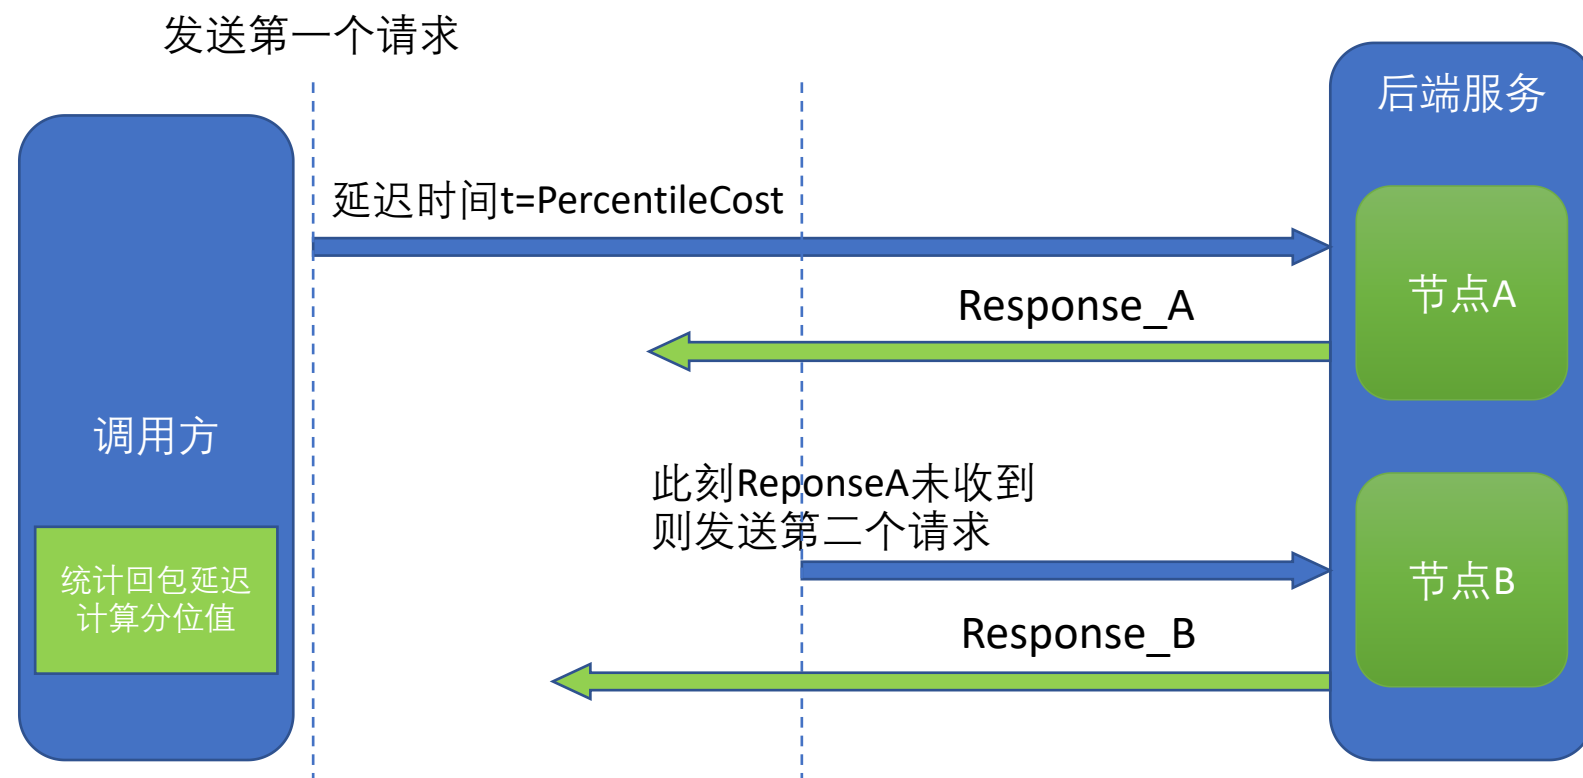 发送第一个请求
后端服务
延迟时间t=PercentileCost
节点A
Response_A
调用方
此刻ReponseA未收到
则发送第二个请求
节点B
统计回包延迟
计算分位值
Response_B